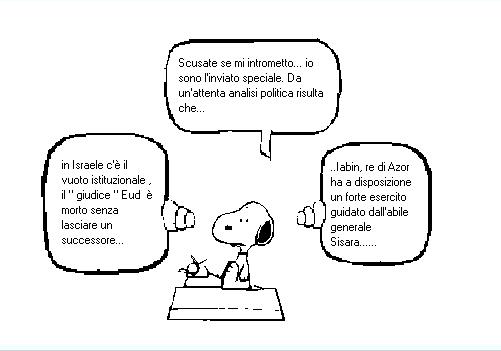 Scusate se mi intrometto... io
sono l'inviato speciale. Da
un'attenta analisi politica risulta
che...
in Israele c'è il
vuoto istituzionale ,
il " giudice " Eud è
morto senza
lasciare un
successore...
..Iabin, re di Azor
ha a disposizione
un forte esercito
guidato dall'abile
generale
Sisara......